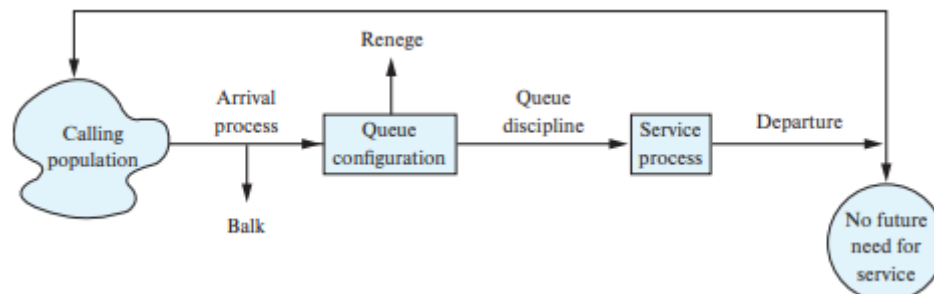 Renege
Arrival
process
Queue
discipline
Calling
population
Queue
configuration
Service
process
Departure
Balk
No future
need for
service